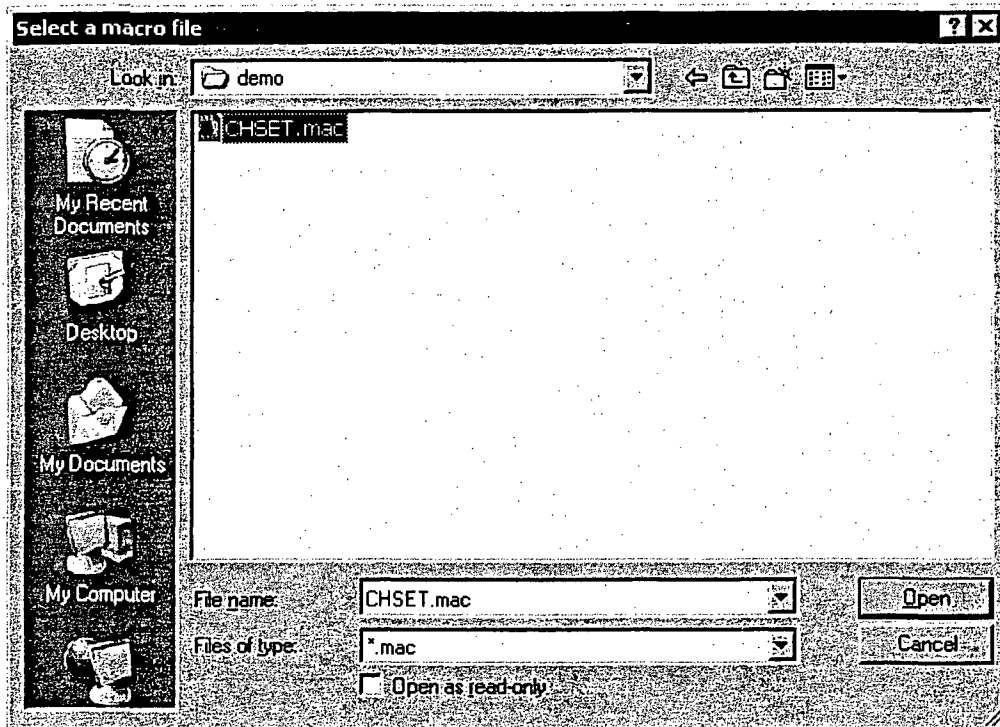 Select a macro file
Look in:
demo
CHSET.mac
My Recent
Documents
Desktop
My Documents
My Computer
File name:
CHSET.mac
Open
Files of type:
*.mac
Cancel
Open as read-only